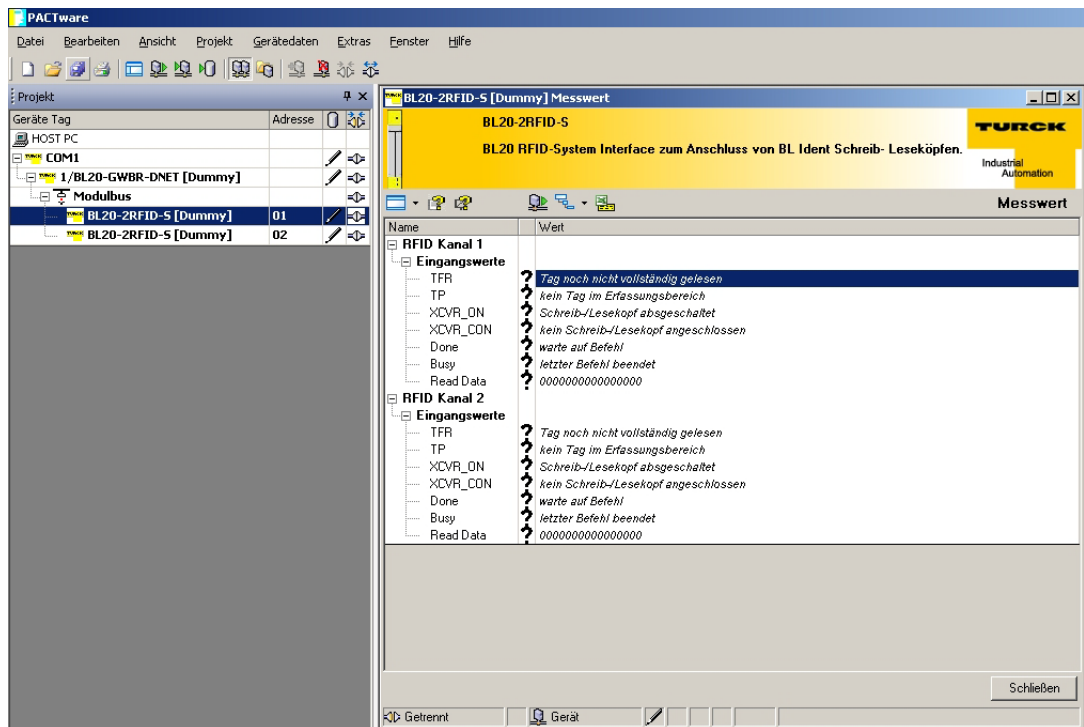 PACTware
Datei Bearbeiten Ansicht Projekt Gerätedaten Extras Fenster Hilfe
Projekt
Geräte Tag Adresse
HOST PC
COM1
1/BL20-GWBR-DNET [Dummy]
Modulbus
BL20-2RFID-S [Dummy] 01
BL20-2RFID-S [Dummy] 02
BL20-2RFID-S [Dummy] Messwert
BL20-2RFID-S
BL20 RFID-System Interface zum Anschluss von BL Ident Schreib- Leseköpfen.
TURCK
Industrial
Automation
Messwert
Name Wert
RFID Kanal 1
Eingangswerte
TFR ? Tag noch nicht vollständig gelesen
TP ? kein Tag im Erfassungsbereich
XCVR_ON ? Schreib-/Lesekopf absgeschaltet
XCVR_CON ? kein Schreib-/Lesekopf angeschlossen
Done ? warte auf Befehl
Busy ? letzter Befehl beendet
Read Data ? 0000000000000000
RFID Kanal 2
Eingangswerte
TFR ? Tag noch nicht vollständig gelesen
TP ? kein Tag im Erfassungsbereich
XCVR_ON ? Schreib-/Lesekopf absgeschaltet
XCVR_CON ? kein Schreib-/Lesekopf angeschlossen
Done ? warte auf Befehl
Busy ? letzter Befehl beendet
Read Data ? 0000000000000000
Schließen
Getrennt Gerät